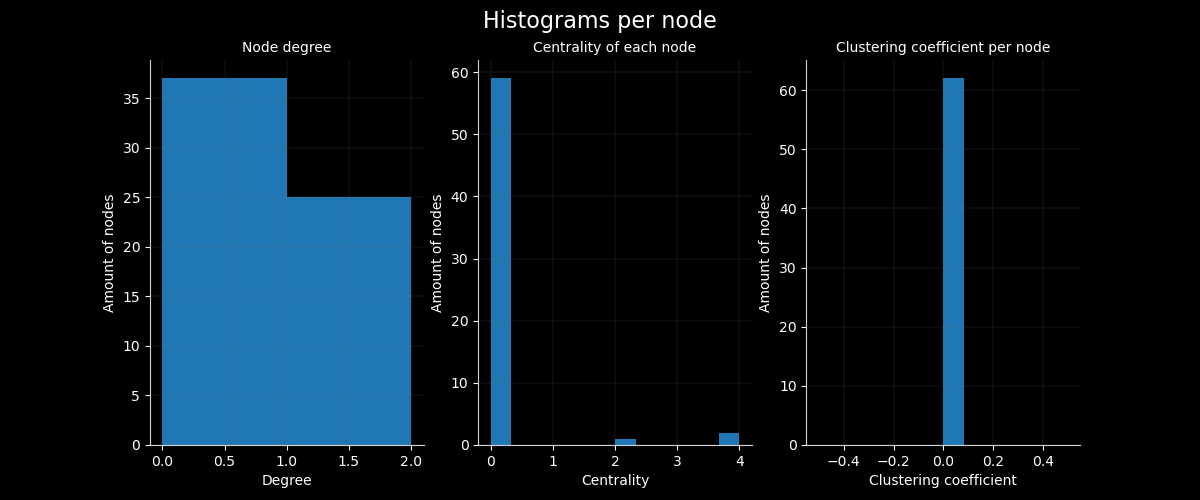 Histograms per node
Node degree
Centrality of each node
Clustering coefficient per node
Amount of nodes
35
30
25
20
15
10
5
0
0.0 0.5 1.0 1.5 2.0
Degree
Amount of nodes
60
50
40
30
20
10
0
0 1 2 3 4
Centrality
Amount of nodes
60
50
40
30
20
10
0
−0.4 −0.2 0.0 0.2 0.4
Clustering coefficient